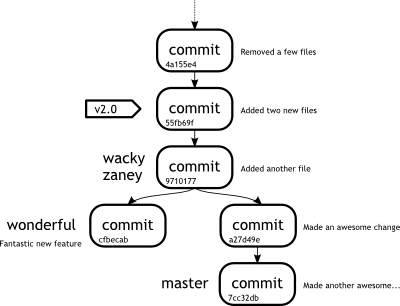 commit
4a155e4
Removed a few files
v2.0
commit
55fb69f
Added two new files
wacky
zaney
commit
9710177
Added another file
wonderful
Fantastic new feature
commit
cfbecab
commit
a27d49e
Made an awesome change
master
commit
7cc32db
Made another awesome...